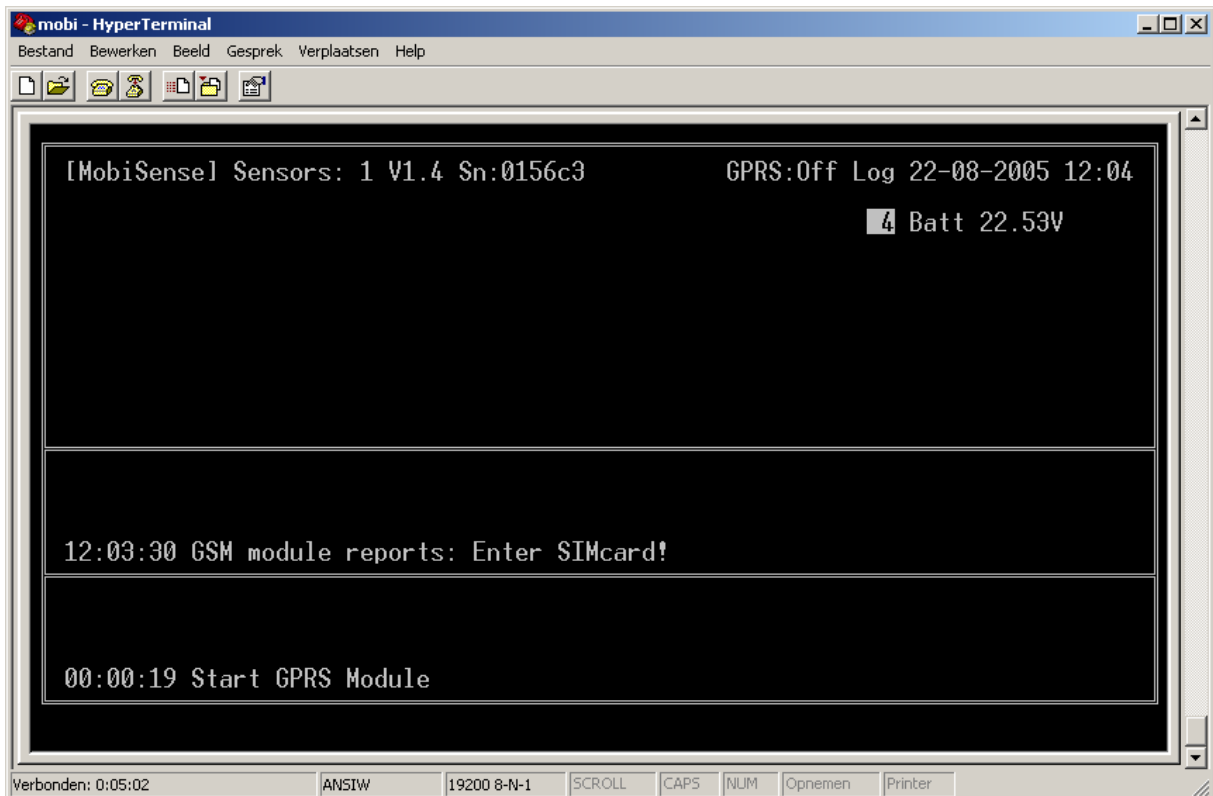 mobi - HyperTerminal
Bestand Bewerken Beeld Gesprek Verplaatsen Help
[MobiSense] Sensors: 1 V1.4 Sn:0156c3 GPRS:Off Log 22-08-2005 12:04
4 Batt 22.53V
12:03:30 GSM module reports: Enter SIMcard!
00:00:19 Start GPRS Module
Verbonden: 0:05:02 ANSIW 19200 8-N-1 SCROLL CAPS NUM Opnemen Printer